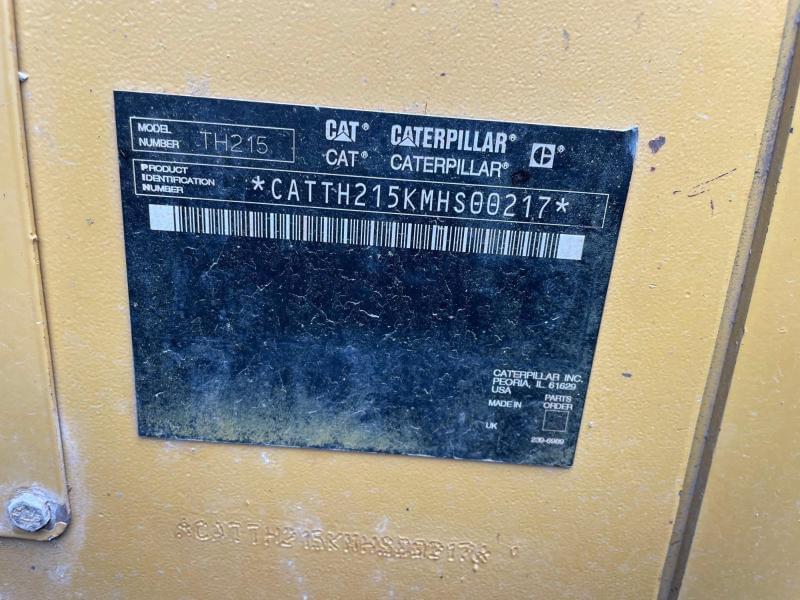 MODEL NUMBER TH215
CAT® CATERPILLAR®
CAT® CATERPILLAR® C
PRODUCT
IDENTIFICATION
NUMBER
*CATTH215KMHS00217*
CATERPILLAR INC.
PEORIA, IL 61629
USA
MADE IN PARTS ORDER
UK
239-6989
*CATTH215KMHS00217*